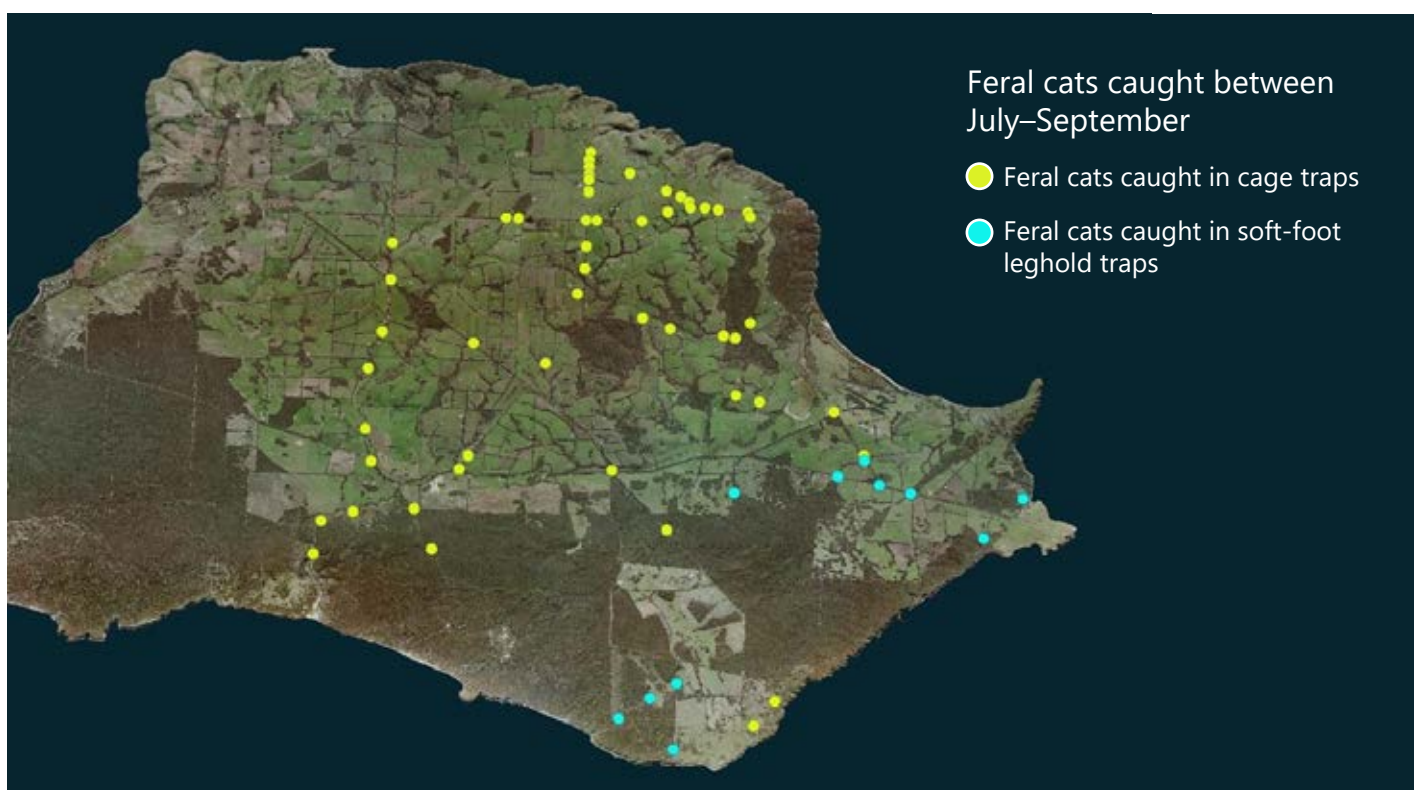 Feral cats caught between
July–September
Feral cats caught in cage traps
Feral cats caught in soft-foot
leghold traps